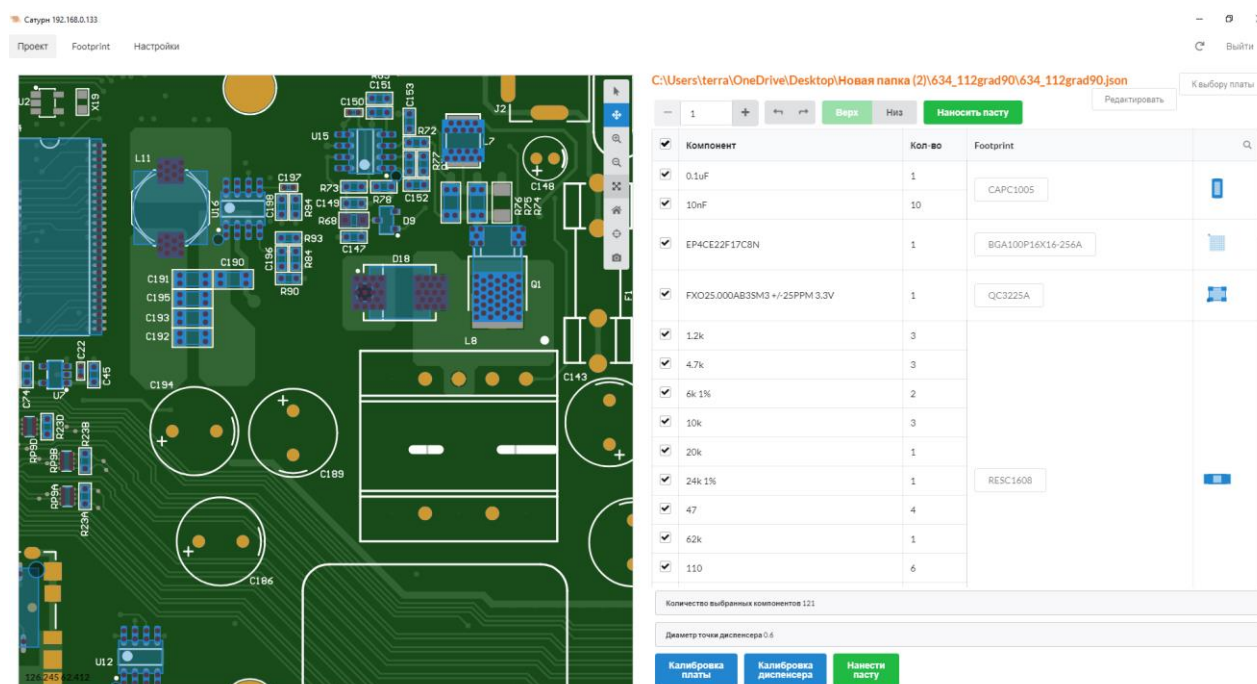 Сатурн 192.168.0.133
Проект Footprint Настройки Выйти
C:\Users\terra\OneDrive\Desktop\Новая папка (2)\634_112grad90\634_112grad90.json
К выбору платы
Редактировать
1 Верх Низ Наносить пасту
Компонент Кол-во Footprint
0.1uF 1
CAPC1005
10nF 10
EP4CE22F17C8N 1 BGA100P16X16-256A
FXO25.000AB3SM3 +/-25PPM 3.3V 1 QC3225A
1.2k 3
4.7k 3
6k 1% 2
10k 3
20k 1
24k 1% 1 RESC1608
47 4
62k 1
110 6
Количество выбранных компонентов 121
Диаметр точки диспенсера 0.6
Калибровка платы
Калибровка диспенсера
Нанести пасту
U2
X19
C151
C150
C153
J2
U15
R72
L7
R77
L11
C197
R73
R78
C152
C148
C198
R94
C149
R76
R75
R74
U16
R68
D9
R93
C147
C196
R84
C190
D18
C191
R90
Q1
F1
C195
C193
C192
L8
C22
C45
C74
U7
C194
C143
R23D
R23B
RP9D
RP9B
C189
RP9A
R23A
C186
U12
126.245 62.412